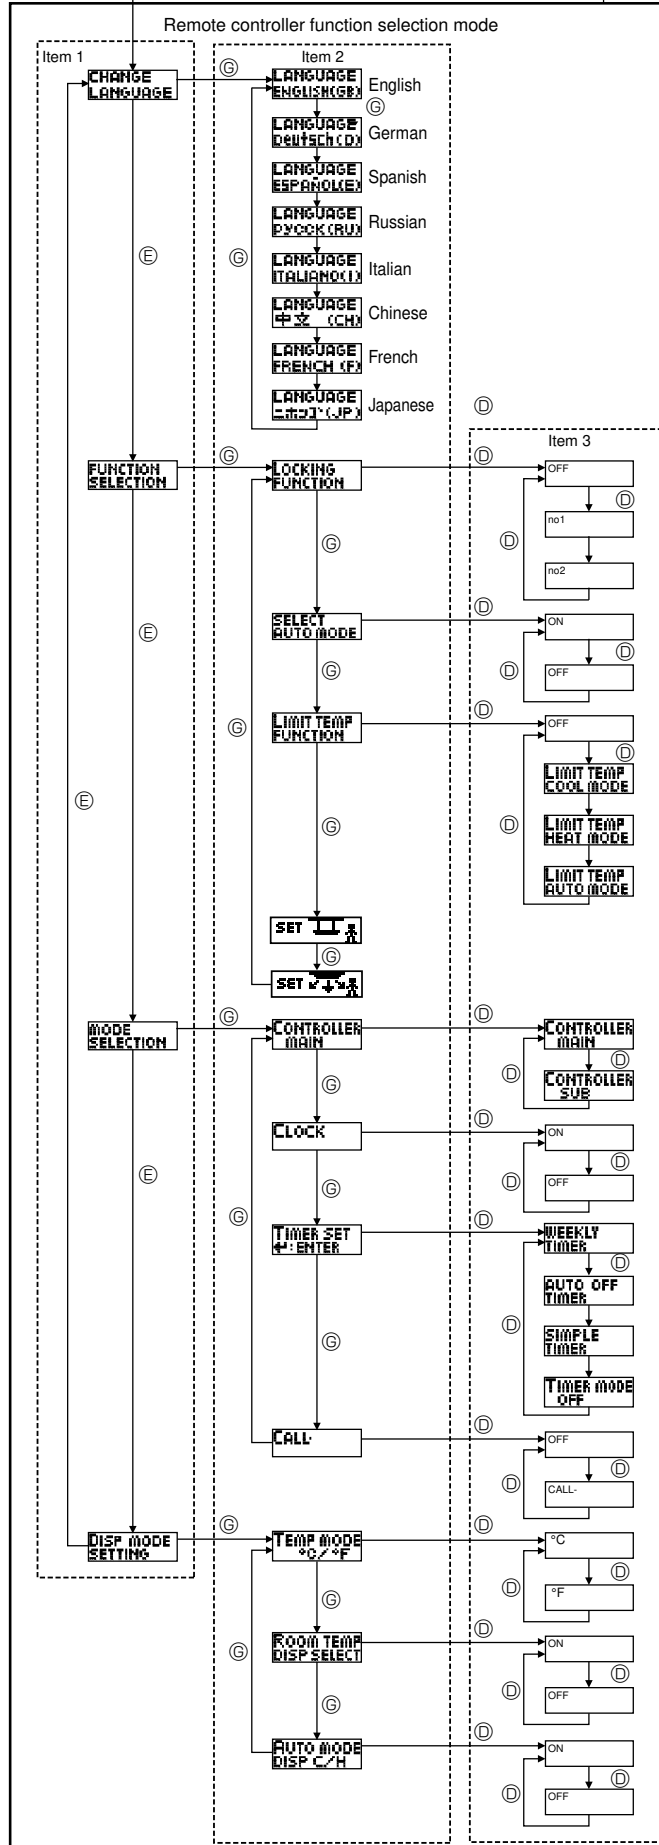 Remote controller function selection mode
Item 1
Item 2
CHANGE
LANGUAGE
Ⓖ
LANGUAGE
ENGLISH(GB)
English
Ⓖ
LANGUAGE
Deutsch(D)
German
LANGUAGE
ESPAÑOL(E)
Spanish
LANGUAGE
РУССК(RU)
Russian
Ⓔ
Ⓖ
LANGUAGE
ITALIANO(I)
Italian
LANGUAGE
中文 (CH)
Chinese
LANGUAGE
FRENCH (F)
French
LANGUAGE
ニホンゴ(JP)
Japanese
Ⓓ
Item 3
FUNCTION
SELECTION
Ⓖ
LOCKING
FUNCTION
Ⓓ
OFF
Ⓓ
no1
Ⓖ
Ⓓ
no2
SELECT
AUTO MODE
Ⓓ
ON
Ⓔ
Ⓓ
Ⓖ
Ⓓ
OFF
LIMIT TEMP
FUNCTION
Ⓖ
Ⓓ
OFF
Ⓓ
LIMIT TEMP
COOL MODE
Ⓔ
Ⓖ
Ⓓ
LIMIT TEMP
HEAT MODE
LIMIT TEMP
AUTO MODE
SET
Ⓖ
SET
MODE
SELECTION
Ⓖ
CONTROLLER
MAIN
Ⓓ
CONTROLLER
MAIN
Ⓓ
Ⓖ
Ⓓ
CONTROLLER
SUB
CLOCK
Ⓓ
ON
Ⓔ
Ⓖ
Ⓓ
Ⓓ
OFF
Ⓖ
TIMER SET
↵:ENTER
Ⓓ
WEEKLY
TIMER
Ⓓ
AUTO OFF
TIMER
Ⓖ
Ⓓ
SIMPLE
TIMER
TIMER MODE
OFF
CALL-
Ⓓ
OFF
Ⓓ
Ⓓ
CALL-
DISP MODE
SETTING
Ⓖ
TEMP MODE
°C/°F
Ⓓ
°C
Ⓓ
Ⓖ
Ⓓ
°F
Ⓖ
ROOM TEMP
DISP SELECT
Ⓓ
ON
Ⓓ
Ⓖ
Ⓓ
OFF
AUTO MODE
DISP C/H
Ⓓ
ON
Ⓓ
Ⓓ
OFF